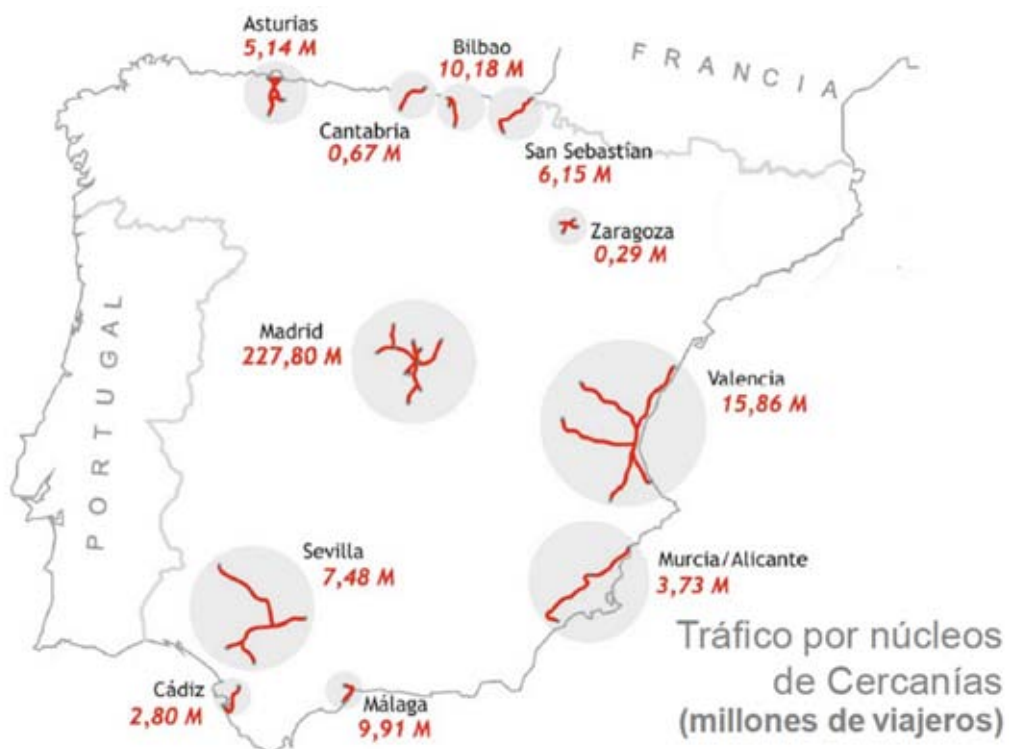 Asturias
5,14 M
Bilbao
10,18 M
FRANCIA
Cantabria
0,67 M
San Sebastían
6,15 M
Zaragoza
0,29 M
Madrid
227,80 M
Valencia
15,86 M
PORTUGAL
Sevilla
7,48 M
Murcia/Alicante
3,73 M
Cádiz
2,80 M
Málaga
9,91 M
Tráfico por núcleos
de Cercanías
(millones de viajeros)